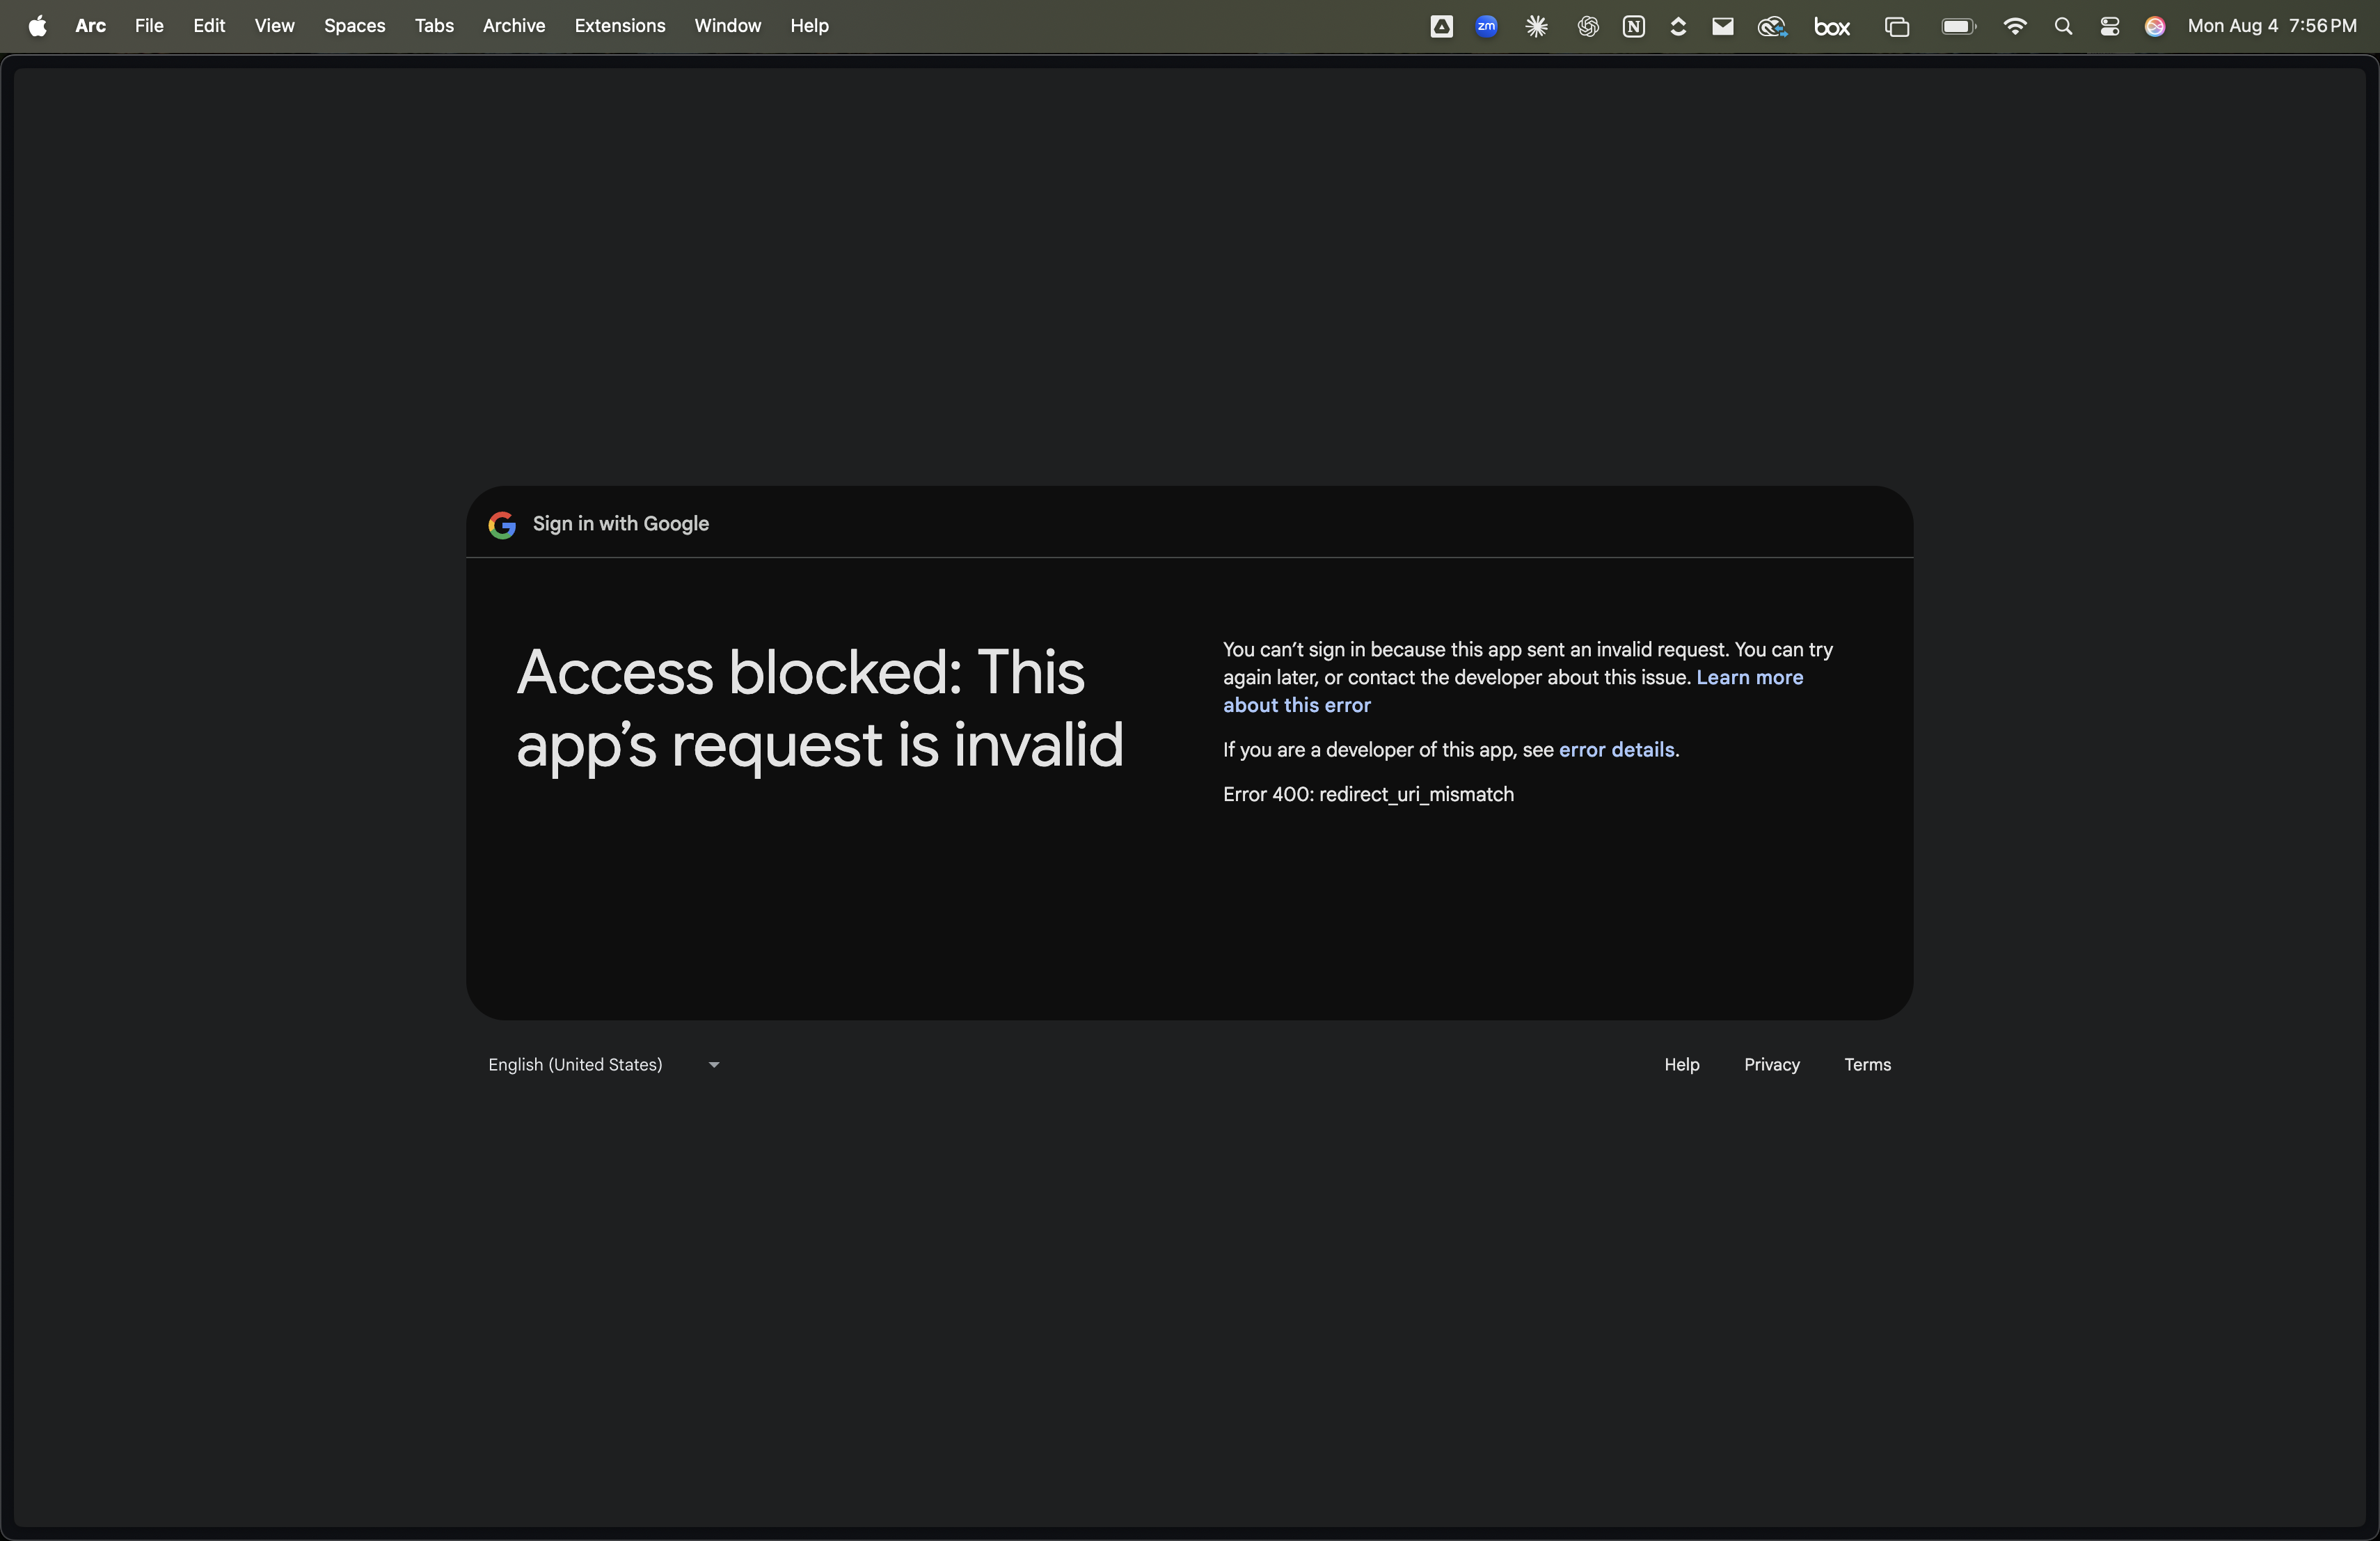 Arc File Edit View Spaces Tabs Archive Extensions Window Help zm N box Mon Aug 4 7:56 PM
Sign in with Google
Access blocked: This
app’s request is invalid
You can’t sign in because this app sent an invalid request. You can try
again later, or contact the developer about this issue. Learn more
about this error
If you are a developer of this app, see error details.
Error 400: redirect_uri_mismatch
English (United States)
Help Privacy Terms